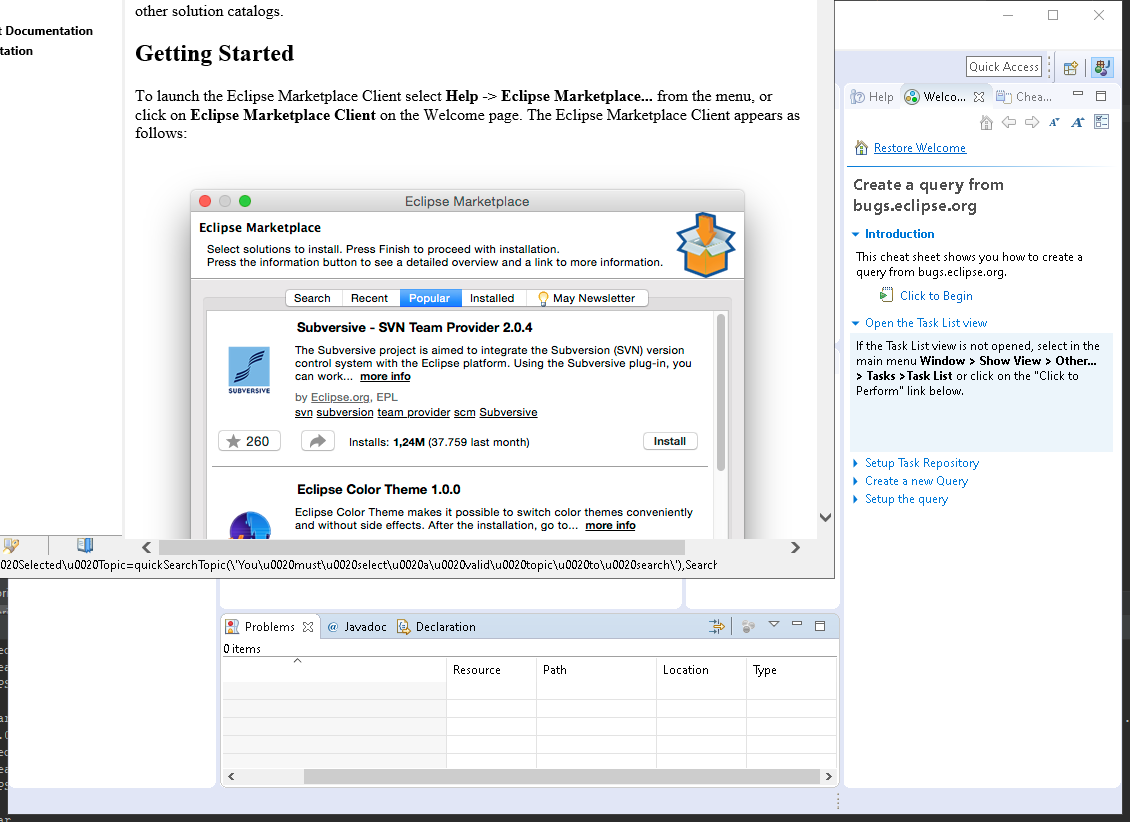 other solution catalogs.
t Documentation
tation
Getting Started
To launch the Eclipse Marketplace Client select Help -> Eclipse Marketplace... from the menu, or
click on Eclipse Marketplace Client on the Welcome page. The Eclipse Marketplace Client appears as
follows:
Eclipse Marketplace
Eclipse Marketplace
Select solutions to install. Press Finish to proceed with installation.
Press the information button to see a detailed overview and a link to more information.
Search Recent Popular Installed May Newsletter
Subversive - SVN Team Provider 2.0.4
The Subversive project is aimed to integrate the Subversion (SVN) version
control system with the Eclipse platform. Using the Subversive plug-in, you
can work... more info
SUBVERSIVE
by Eclipse.org, EPL
svn subversion team provider scm Subversive
260 Installs: 1,24M (37.759 last month) Install
Eclipse Color Theme 1.0.0
Eclipse Color Theme makes it possible to switch color themes conveniently
and without side effects. After the installation, go to... more info
0020Selected\u0020Topic=quickSearchTopic(\'You\u0020must\u0020select\u0020a\u0020valid\u0020topic\u0020to\u0020search\'),Search
Quick Access
Help Welco... Chea...
Restore Welcome
Create a query from
bugs.eclipse.org
Introduction
This cheat sheet shows you how to create a
query from bugs.eclipse.org.
Click to Begin
Open the Task List view
If the Task List view is not opened, select in the
main menu Window > Show View > Other...
> Tasks >Task List or click on the "Click to
Perform" link below.
Setup Task Repository
Create a new Query
Setup the query
Problems @ Javadoc Declaration
0 items
Resource Path Location Type